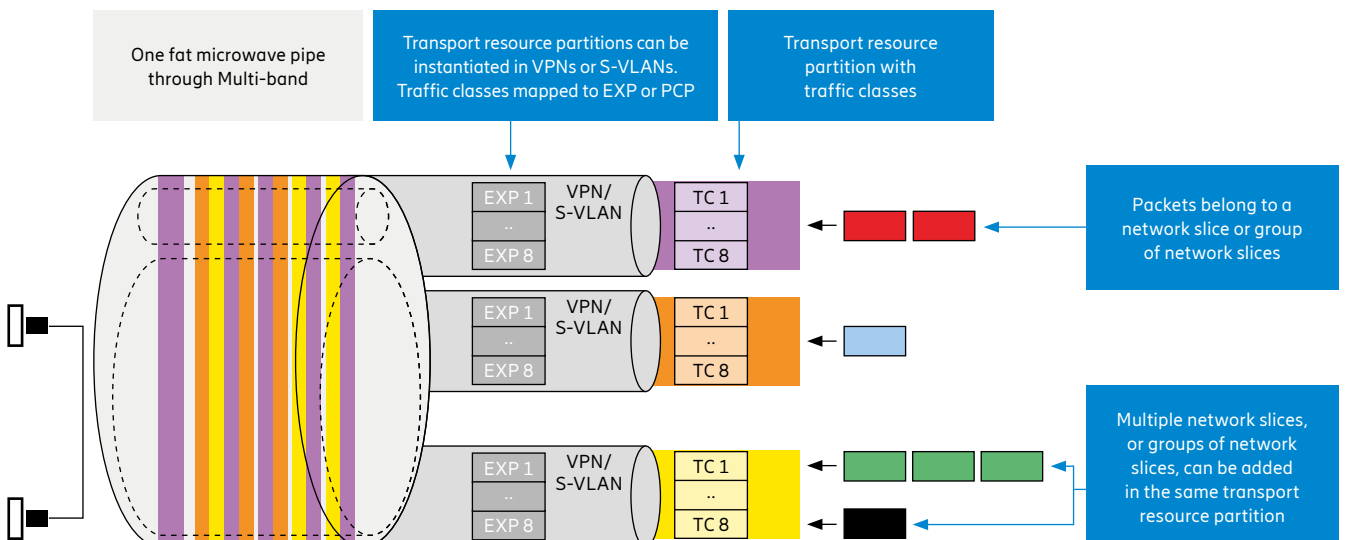 One fat microwave pipe
through Multi-band
Transport resource partitions can be
instantiated in VPNs or S-VLANs.
Traffic classes mapped to EXP or PCP
Transport resource
partition with
traffic classes
EXP 1
..
EXP 8
VPN/
S-VLAN
TC 1
..
TC 8
Packets belong to a
network slice or group
of network slices
EXP 1
..
EXP 8
VPN/
S-VLAN
TC 1
..
TC 8
EXP 1
..
EXP 8
VPN/
S-VLAN
TC 1
..
TC 8
Multiple network slices,
or groups of network
slices, can be added
in the same transport
resource partition